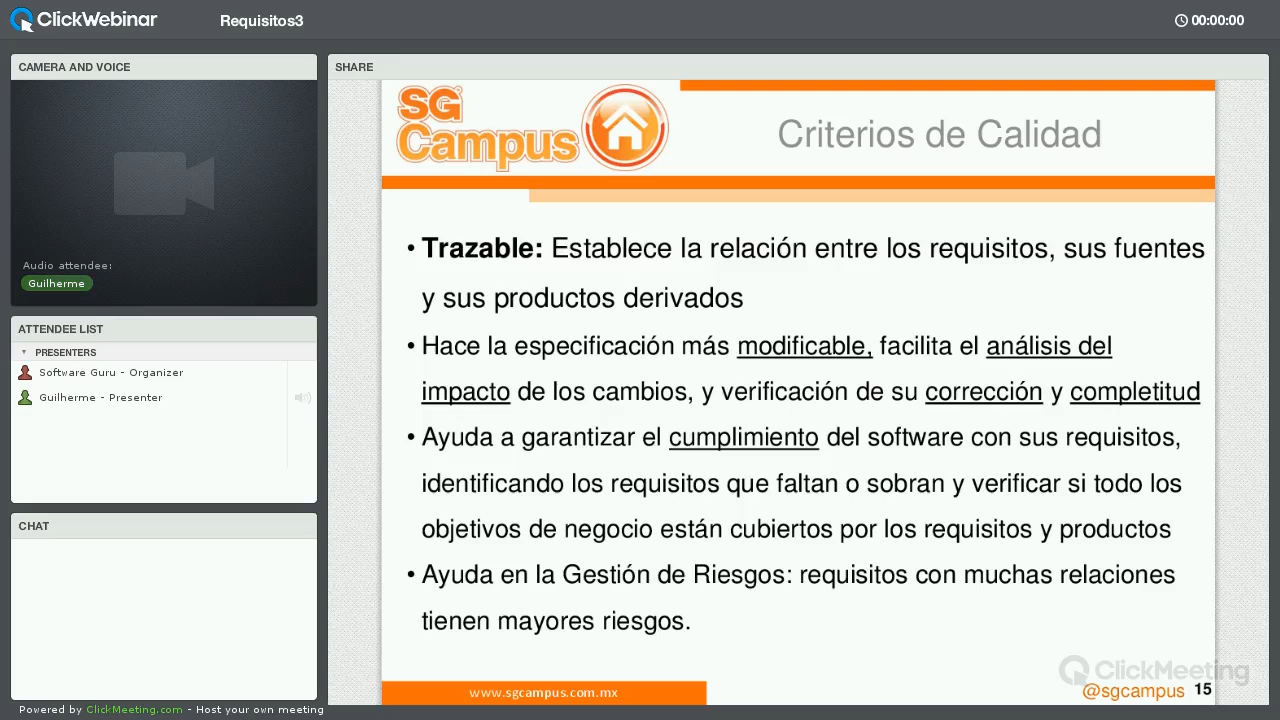 ClickWebinar
Requisitos3
00:00:00
CAMERA AND VOICE
Audio attendee:
Guilherme
ATTENDEE LIST
PRESENTERS
Software Guru - Organizer
Guilherme - Presenter
CHAT
Powered by ClickMeeting.com - Host your own meeting
SHARE
SG
Campus
Criterios de Calidad
• Trazable: Establece la relación entre los requisitos, sus fuentes
y sus productos derivados
• Hace la especificación más modificable, facilita el análisis del
impacto de los cambios, y verificación de su corrección y completitud
• Ayuda a garantizar el cumplimiento del software con sus requisitos,
identificando los requisitos que faltan o sobran y verificar si todo los
objetivos de negocio están cubiertos por los requisitos y productos
• Ayuda en la Gestión de Riesgos: requisitos con muchas relaciones
tienen mayores riesgos.
ClickMeeting
www.sgcampus.com.mx
@sgcampus 15